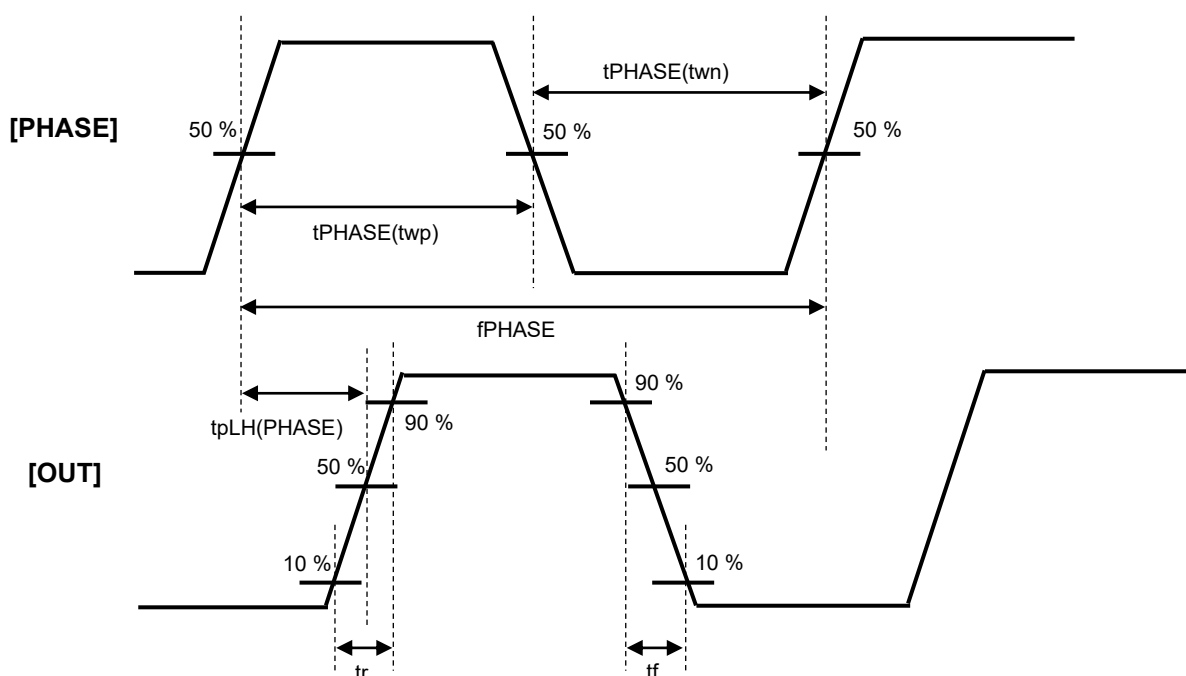 tPHASE(twn)
[PHASE]
50 %
50 %
50 %
tPHASE(twp)
fPHASE
90 %
tpLH(PHASE)
90 %
50 %
50 %
[OUT]
10 %
10 %
tr
tf